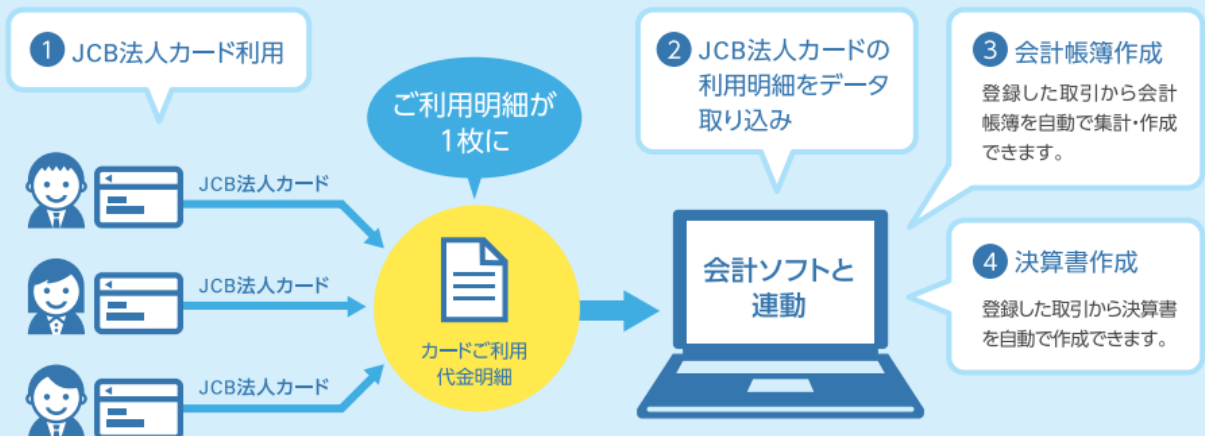 1 JCB法人カード利用
ご利用明細が
1枚に
2 JCB法人カードの
利用明細をデータ
取り込み
3 会計帳簿作成
登録した取引から会計
帳簿を自動で集計・作成
できます。
JCB法人カード
JCB法人カード
JCB法人カード
カードご利用
代金明細
会計ソフトと
連動
4 決算書作成
登録した取引から決算書
を自動で作成できます。